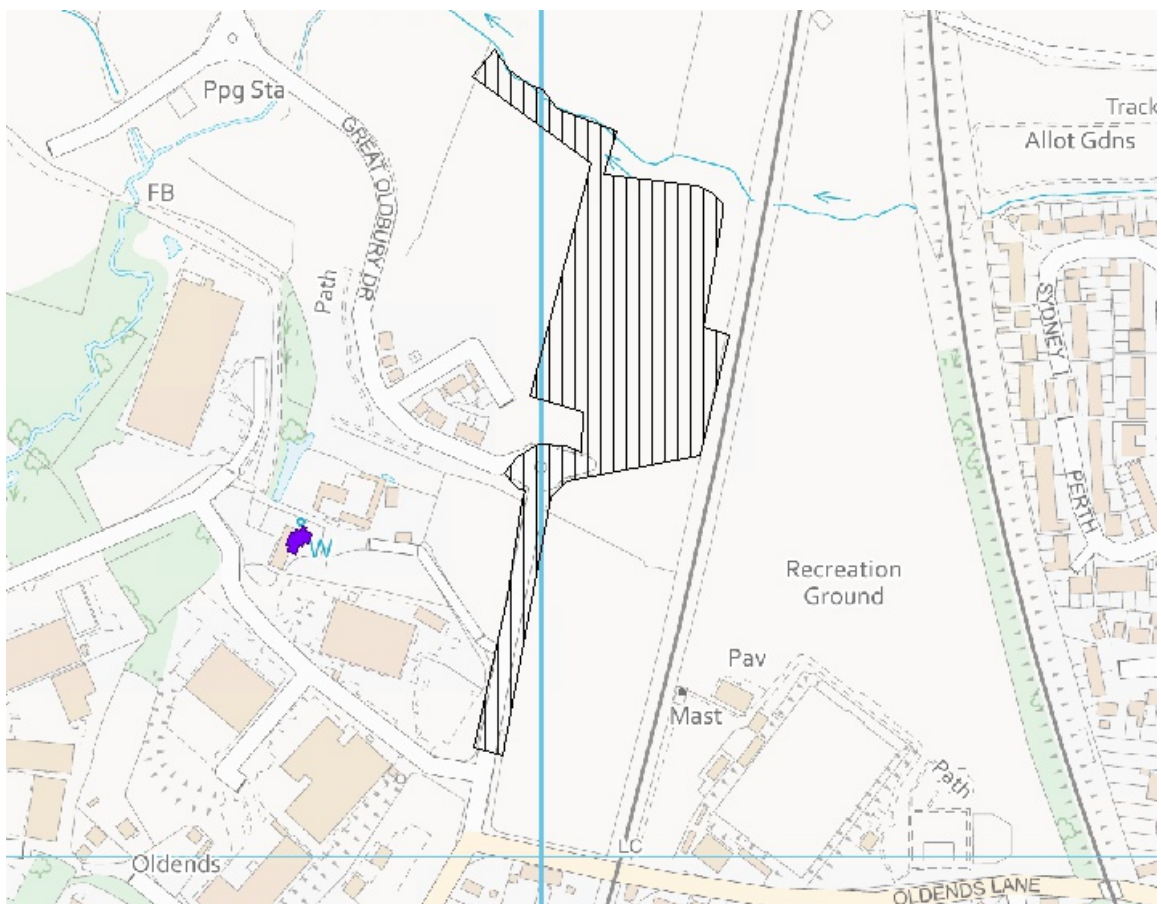 Ppg Sta
Track
GREAT OLDBURY DR
Allot Gdns
FB
Path
SYDNEY
PERTH
W
Recreation
Ground
Pav
Mast
Path
LC
Oldends
OLDENDS LANE